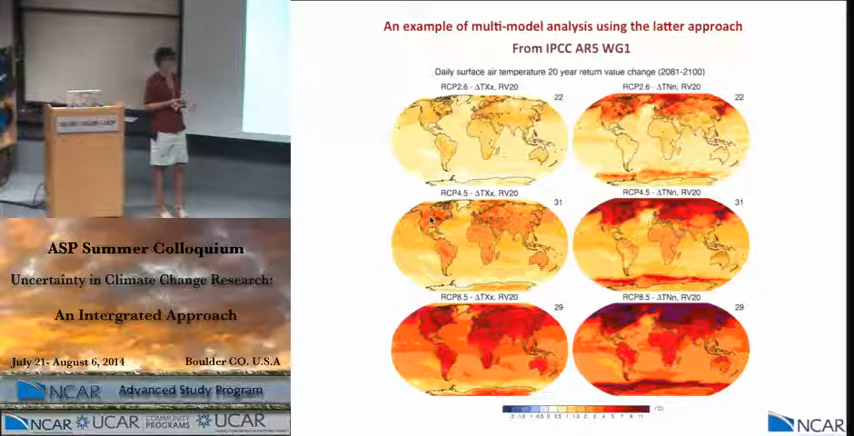 ASP Summer Colloquium
Uncertainty in Climate Change Research:
An Intergrated Approach
July 21- August 6, 2014 Boulder CO. U.S.A
NCAR Advanced Study Program
NCAR UCAR COMMUNITY PROGRAMS UCAR
An example of multi-model analysis using the latter approach
From IPCC AR5 WG1
Daily surface air temperature 20 year return value change (2081-2100)
RCP2.6 - ΔTXx, RV20 22
RCP2.6 - ΔTNn, RV20 22
RCP4.5 - ΔTXx, RV20 31
RCP4.5 - ΔTNn, RV20 31
RCP8.5 - ΔTXx, RV20 29
RCP8.5 - ΔTNn, RV20 29
NCAR